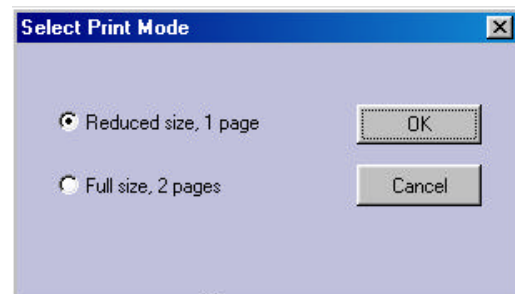 Select Print Mode
Reduced size, 1 page
OK
Full size, 2 pages
Cancel